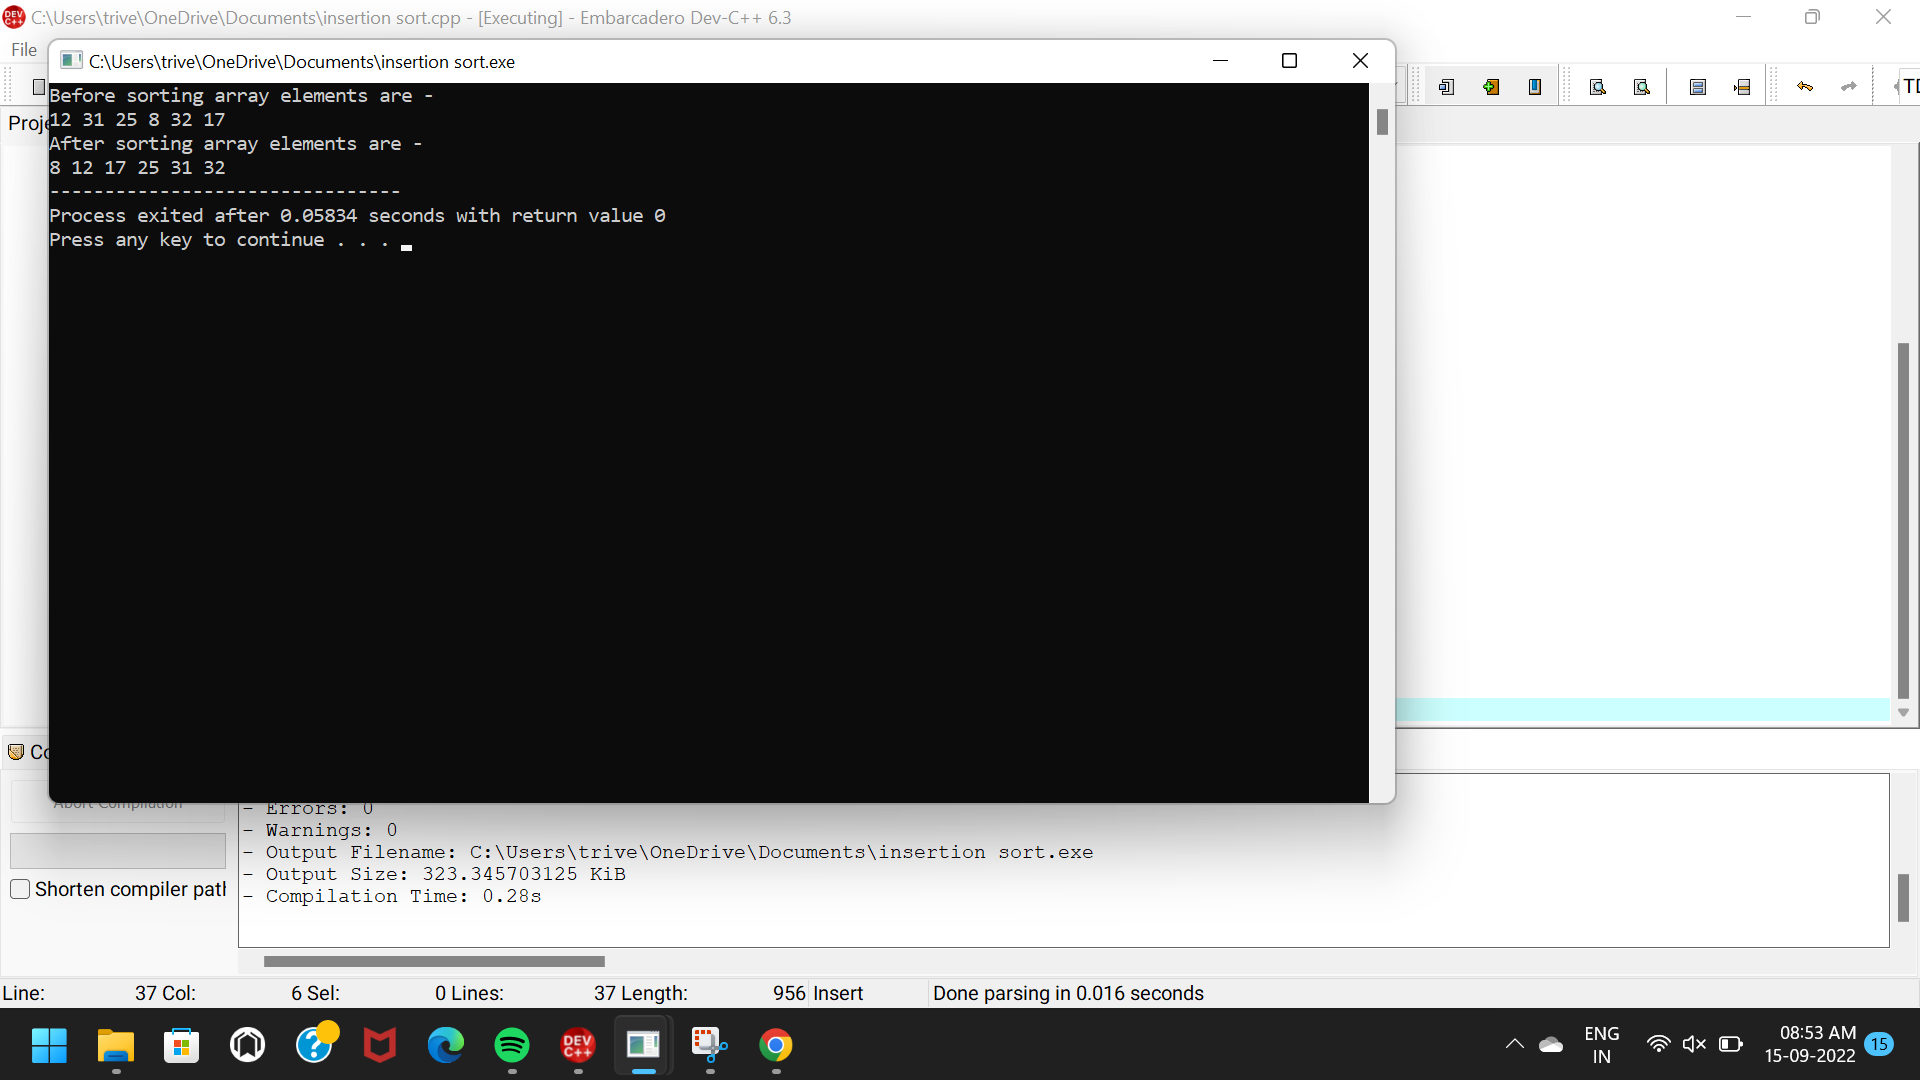 C:\Users\trive\OneDrive\Documents\insertion sort.cpp - [Executing] - Embarcadero Dev-C++ 6.3
File
C:\Users\trive\OneDrive\Documents\insertion sort.exe
Before sorting array elements are -
12 31 25 8 32 17
After sorting array elements are -
8 12 17 25 31 32
--------------------------------
Process exited after 0.05834 seconds with return value 0
Press any key to continue . . .
Abort Compilation
- Errors: 0
- Warnings: 0
- Output Filename: C:\Users\trive\OneDrive\Documents\insertion sort.exe
- Output Size: 323.345703125 KiB
- Compilation Time: 0.28s
Shorten compiler path
Line: 37 Col: 6 Sel: 0 Lines: 37 Length: 956 Insert Done parsing in 0.016 seconds
DEV C++
ENG
IN
08:53 AM
15-09-2022
15